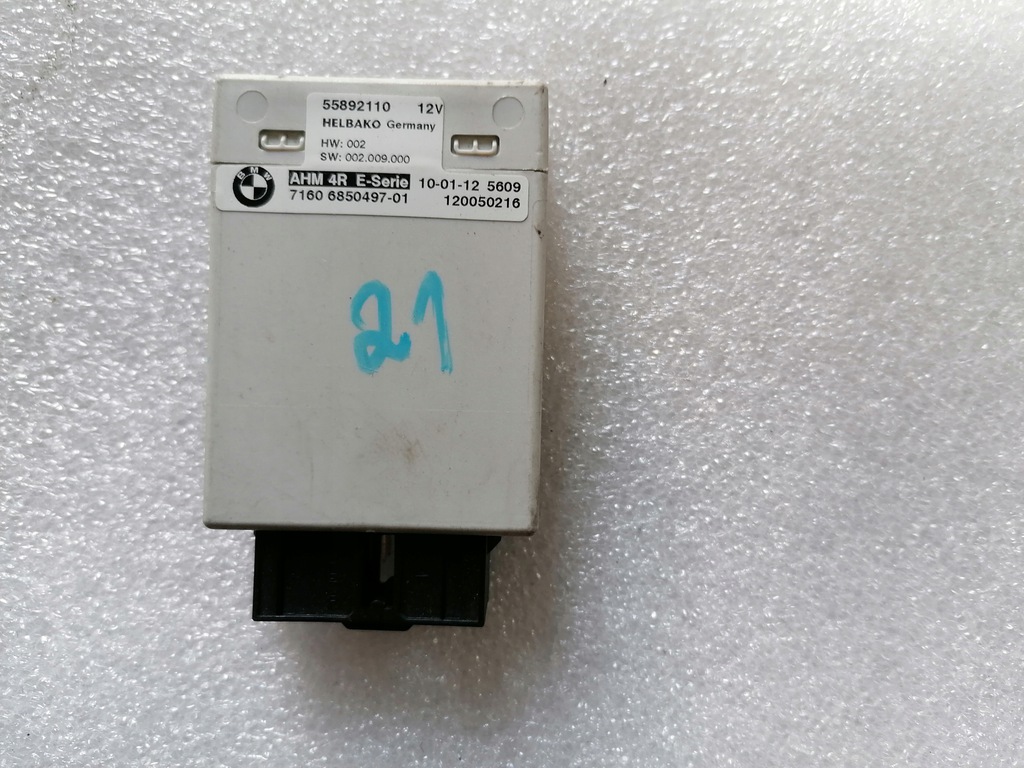 55892110 12V
HELBAKO Germany
HW: 002
SW: 002.009.000
BMW AHM 4R E-Serie 10-01-12 5609
7160 6850497-01 120050216
21